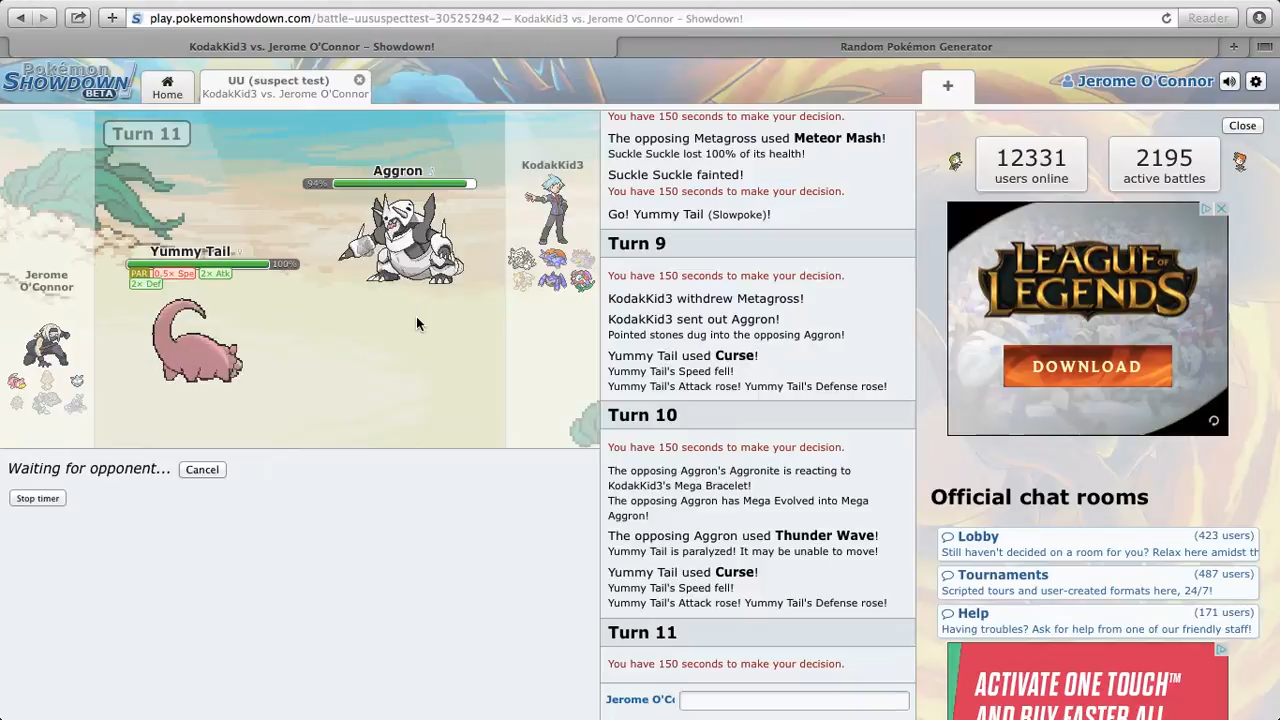 play.pokemonshowdown.com/battle-uususpecttest-305252942 — KodakKid3 vs. Jerome O'Connor – Showdown!
Reader
KodakKid3 vs. Jerome O'Connor – Showdown!
Random Pokémon Generator
Pokémon
SHOWDOWN
BETA
Home
UU (suspect test)
KodakKid3 vs. Jerome O'Connor
+
Jerome O'Connor
Turn 11
Aggron
94%
KodakKid3
Yummy Tail
100%
PAR 0.5× Spe 2× Atk
2× Def
Jerome
O'Connor
Waiting for opponent... Cancel
Stop timer
You have 150 seconds to make your decision.
The opposing Metagross used Meteor Mash!
Suckle Suckle lost 100% of its health!
Suckle Suckle fainted!
You have 150 seconds to make your decision.
Go! Yummy Tail (Slowpoke)!
Turn 9
You have 150 seconds to make your decision.
KodakKid3 withdrew Metagross!
KodakKid3 sent out Aggron!
Pointed stones dug into the opposing Aggron!
Yummy Tail used Curse!
Yummy Tail's Speed fell!
Yummy Tail's Attack rose! Yummy Tail's Defense rose!
Turn 10
You have 150 seconds to make your decision.
The opposing Aggron's Aggronite is reacting to
KodakKid3's Mega Bracelet!
The opposing Aggron has Mega Evolved into Mega
Aggron!
The opposing Aggron used Thunder Wave!
Yummy Tail is paralyzed! It may be unable to move!
Yummy Tail used Curse!
Yummy Tail's Speed fell!
Yummy Tail's Attack rose! Yummy Tail's Defense rose!
Turn 11
You have 150 seconds to make your decision.
Jerome O'Co
Close
12331
users online
2195
active battles
LEAGUE OF
LEGENDS
DOWNLOAD
Official chat rooms
Lobby (423 users)
Still haven't decided on a room for you? Relax here amidst th
Tournaments (487 users)
Scripted tours and user-created formats here, 24/7!
Help (171 users)
Having troubles? Ask for help from one of our friendly staff!
ACTIVATE ONE TOUCH™
AND BUY FASTER ALL